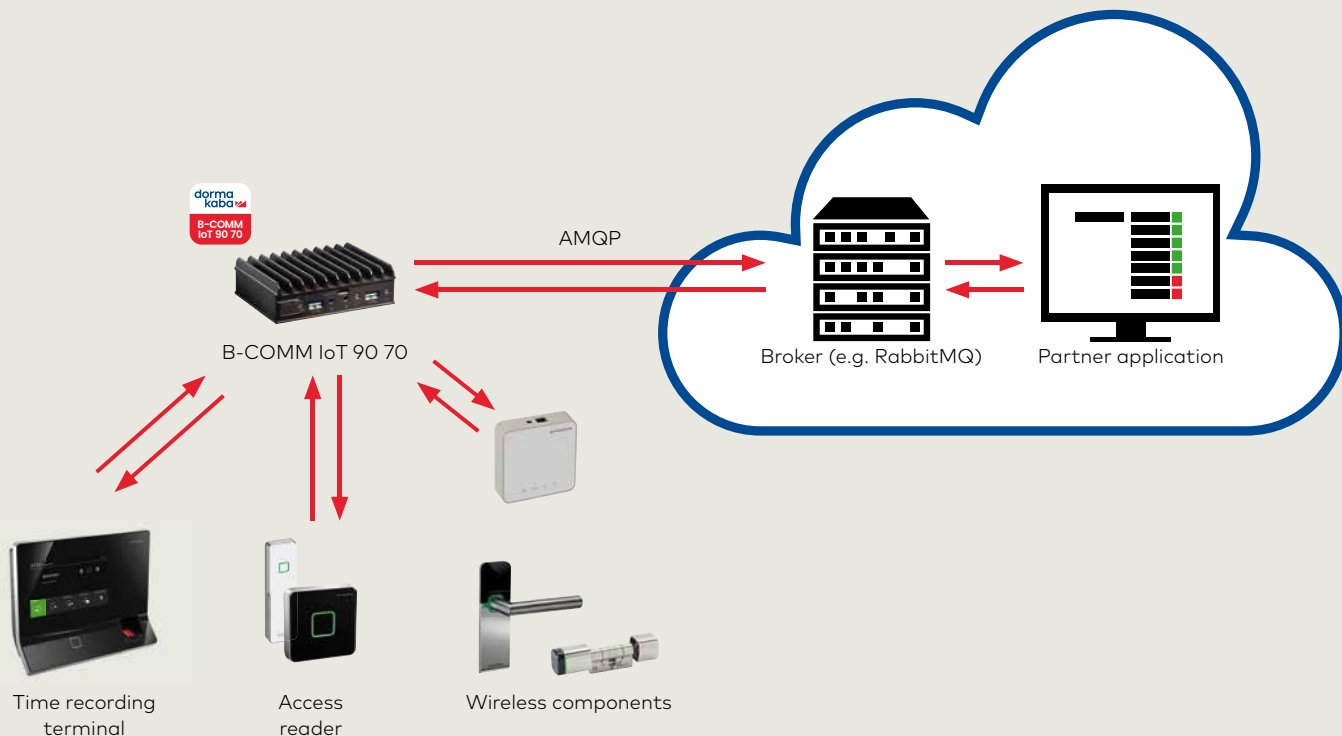 dorma
kaba
B-COMM
IoT 90 70
AMQP
B-COMM IoT 90 70
Broker (e.g. RabbitMQ)
Partner application
Time recording
terminal
Access
reader
Wireless components